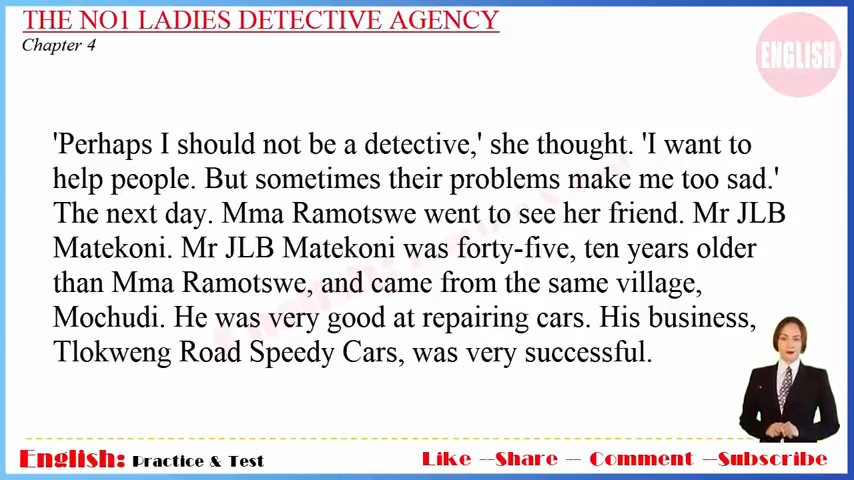 THE NO1 LADIES DETECTIVE AGENCY
Chapter 4
ENGLISH
'Perhaps I should not be a detective,' she thought. 'I want to
help people. But sometimes their problems make me too sad.'
The next day. Mma Ramotswe went to see her friend. Mr JLB
Matekoni. Mr JLB Matekoni was forty-five, ten years older
than Mma Ramotswe, and came from the same village,
Mochudi. He was very good at repairing cars. His business,
Tlokweng Road Speedy Cars, was very successful.
English: Practice & Test
Like --Share -- Comment --Subscribe